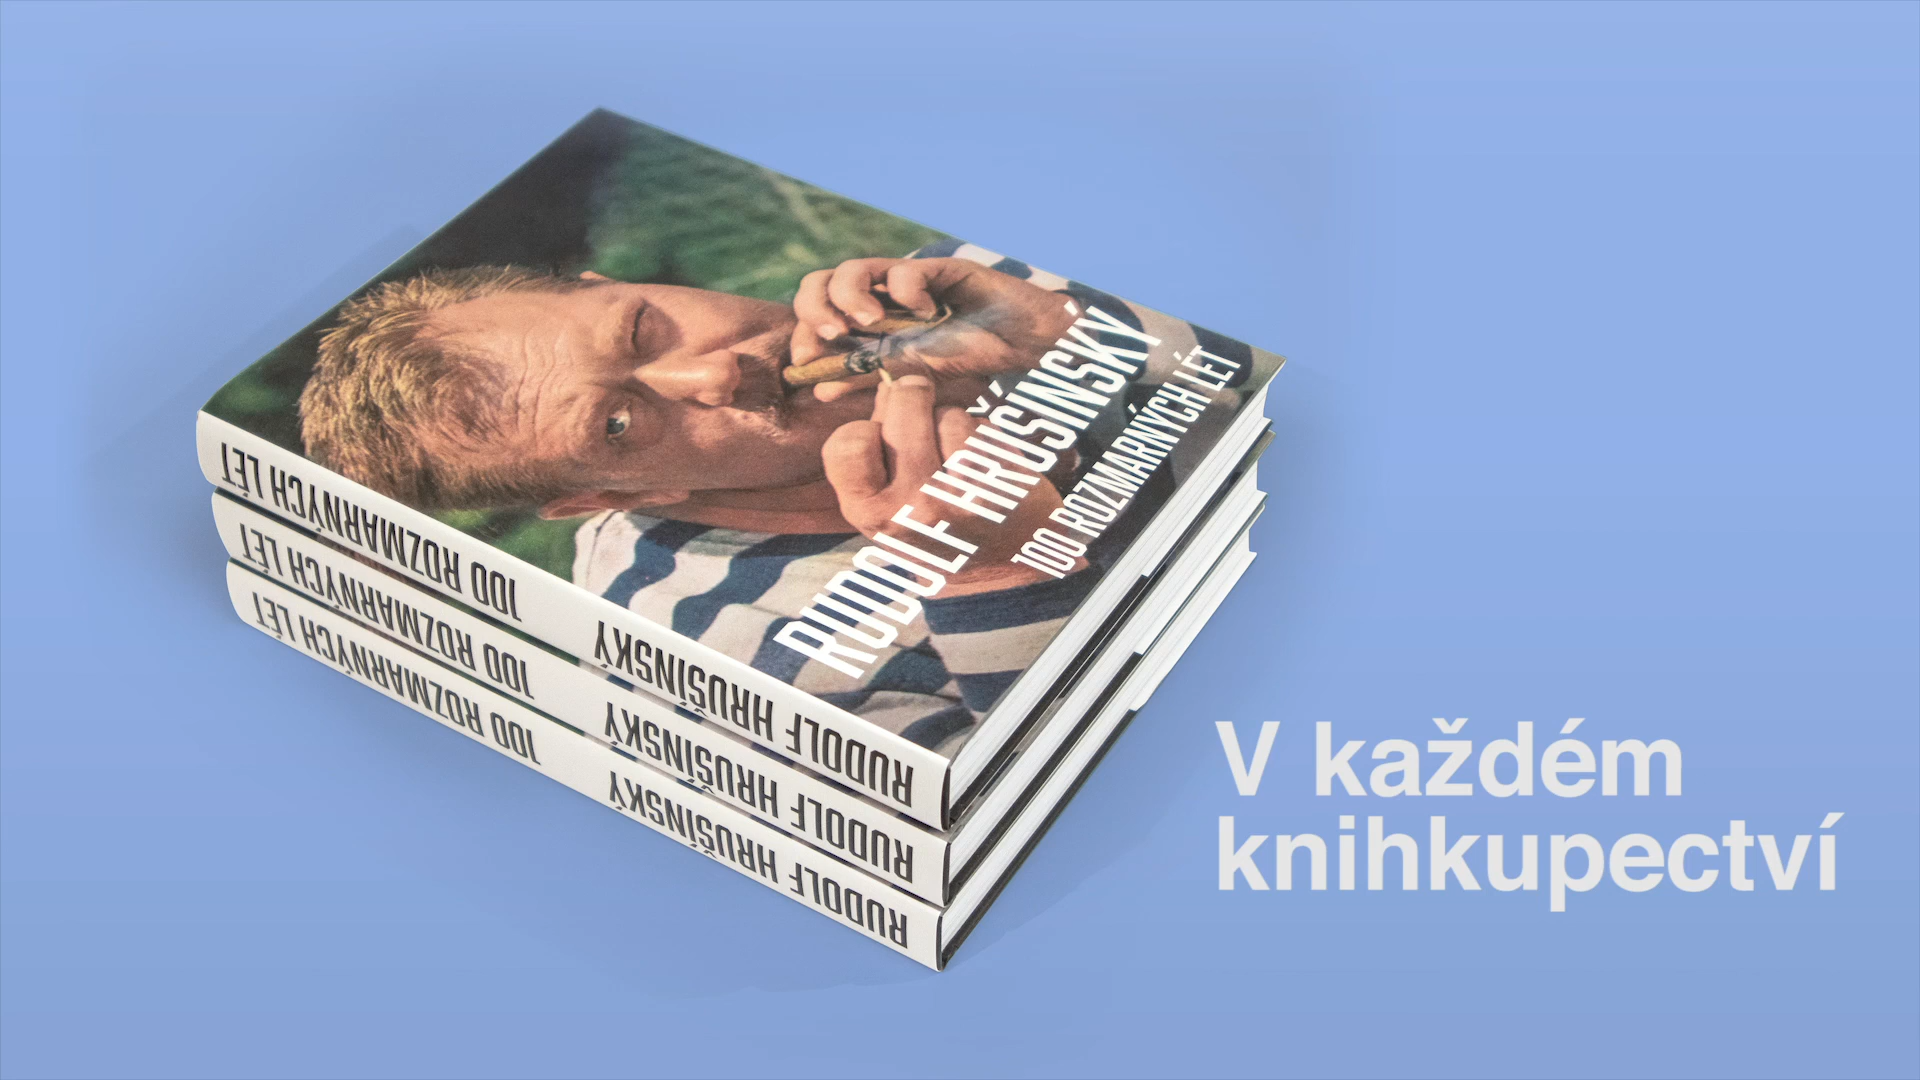 RUDOLF HRUŠÍNSKÝ
100 ROZMARNÝCH LÉT
RUDOLF HRUŠÍNSKÝ 100 ROZMARNÝCH LÉT
RUDOLF HRUŠÍNSKÝ 100 ROZMARNÝCH LÉT
RUDOLF HRUŠÍNSKÝ 100 ROZMARNÝCH LÉT
V každém
knihkupectví